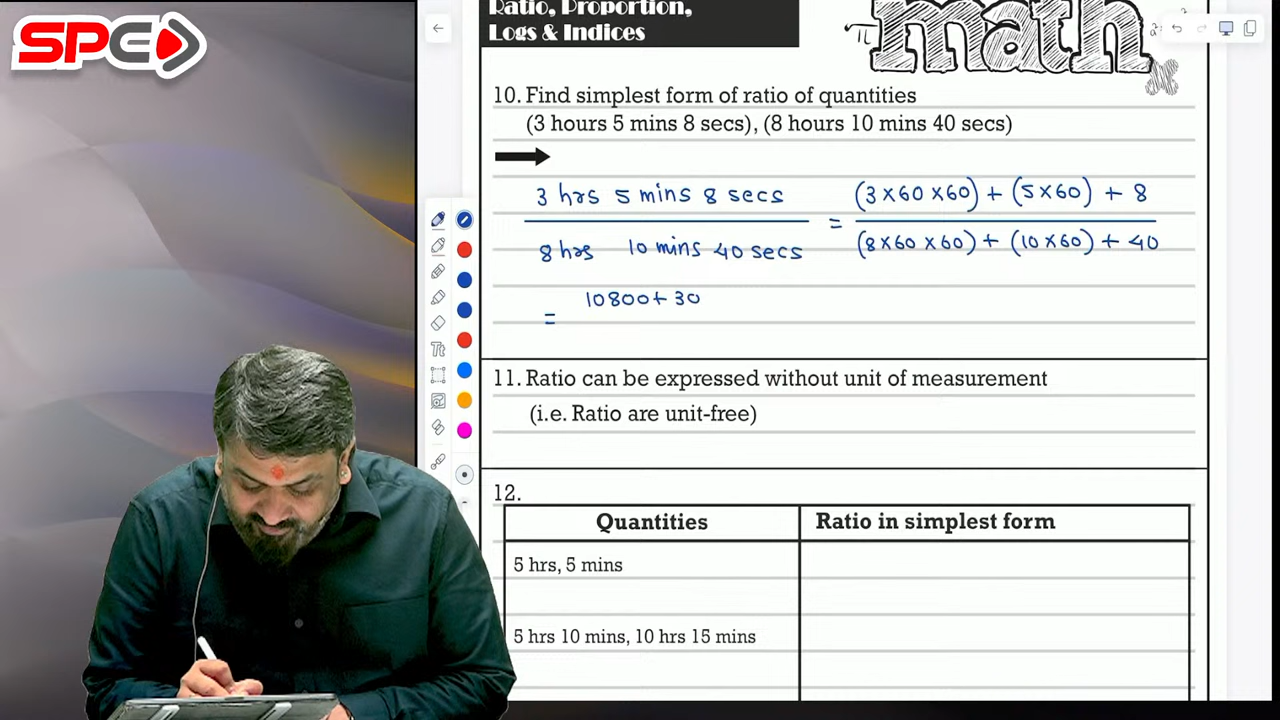 SPED
Ratio, Proportion,
Logs & Indices
π math
10. Find simplest form of ratio of quantities
(3 hours 5 mins 8 secs), (8 hours 10 mins 40 secs)
3 hrs 5 mins 8 secs
8 hrs 10 mins 40 secs
= (3×60×60) + (5×60) + 8
(8×60×60) + (10×60) + 40
= 10800+ 30
11. Ratio can be expressed without unit of measurement
(i.e. Ratio are unit-free)
12.
Quantities Ratio in simplest form
5 hrs, 5 mins
5 hrs 10 mins, 10 hrs 15 mins
Tt